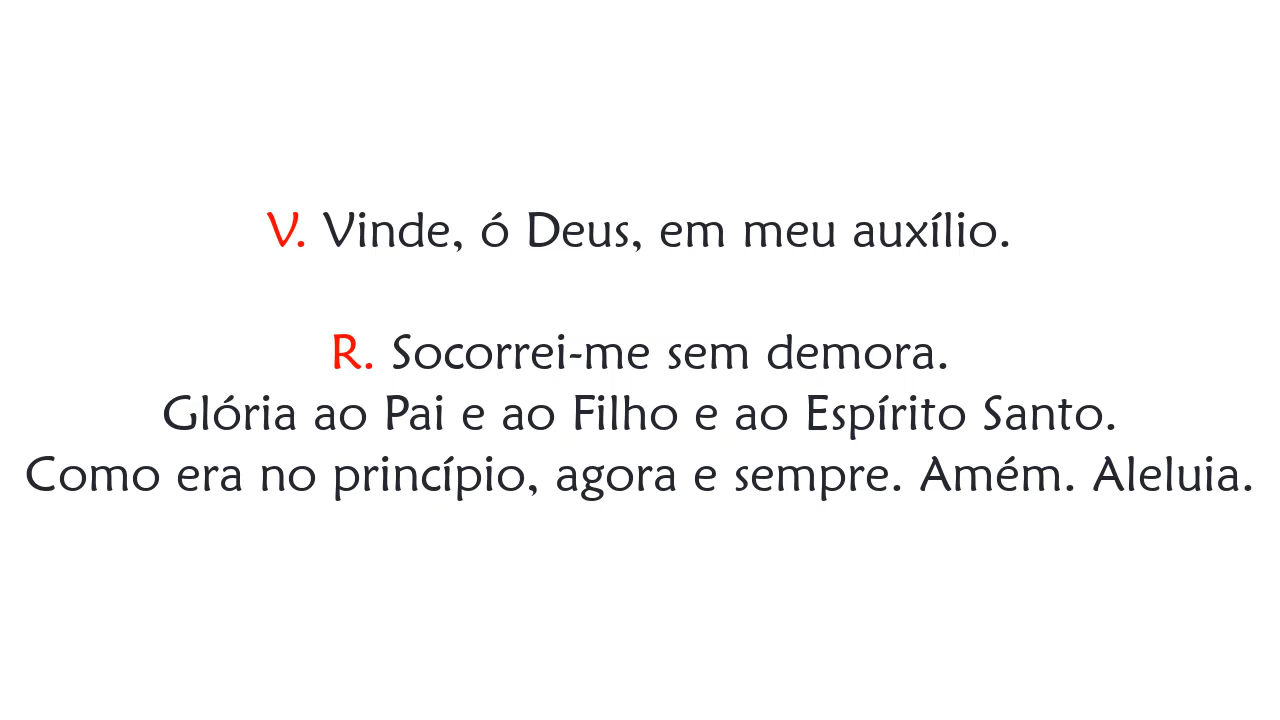 V. Vinde, ó Deus, em meu auxílio.
R. Socorrei-me sem demora.
Glória ao Pai e ao Filho e ao Espírito Santo.
Como era no princípio, agora e sempre. Amém. Aleluia.